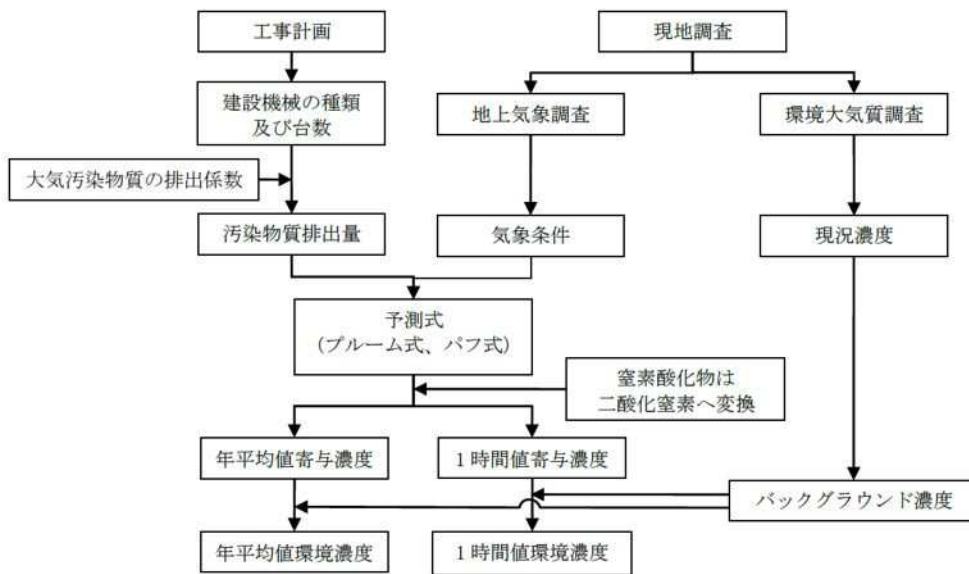 工事計画
現地調査
建設機械の種類
及び台数
地上気象調査
環境大気質調査
大気汚染物質の排出係数
汚染物質排出量
気象条件
現況濃度
予測式
(プルーム式、パフ式)
窒素酸化物は
二酸化窒素へ変換
年平均値寄与濃度
1時間値寄与濃度
バックグラウンド濃度
年平均値環境濃度
1時間値環境濃度